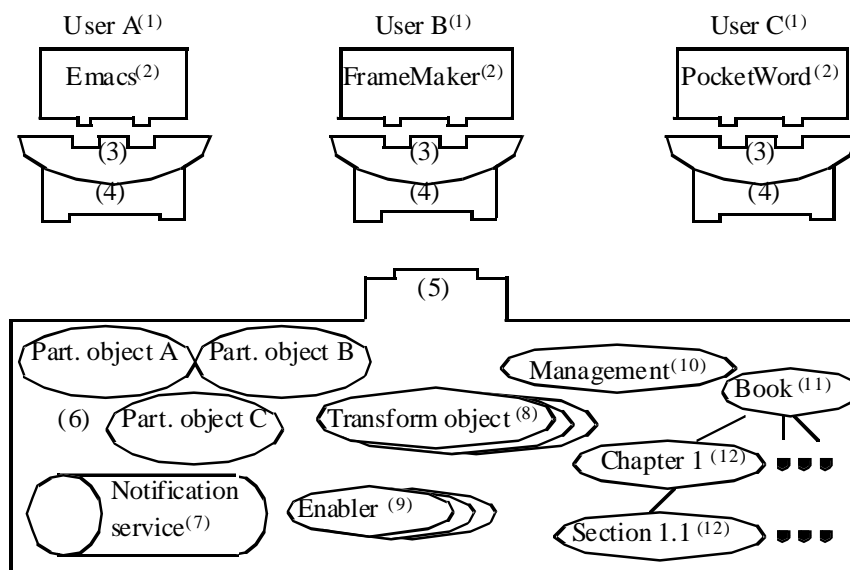 User A(1) User B(1) User C(1)
Emacs(2) FrameMaker(2) PocketWord(2)
(3) (3) (3)
(4) (4) (4)
(5)
Part. object A Part. object B
Management(10)
Book (11)
(6) Part. object C Transform object (8)
Chapter 1 (12)
Notification
service(7)
Enabler (9)
Section 1.1 (12)